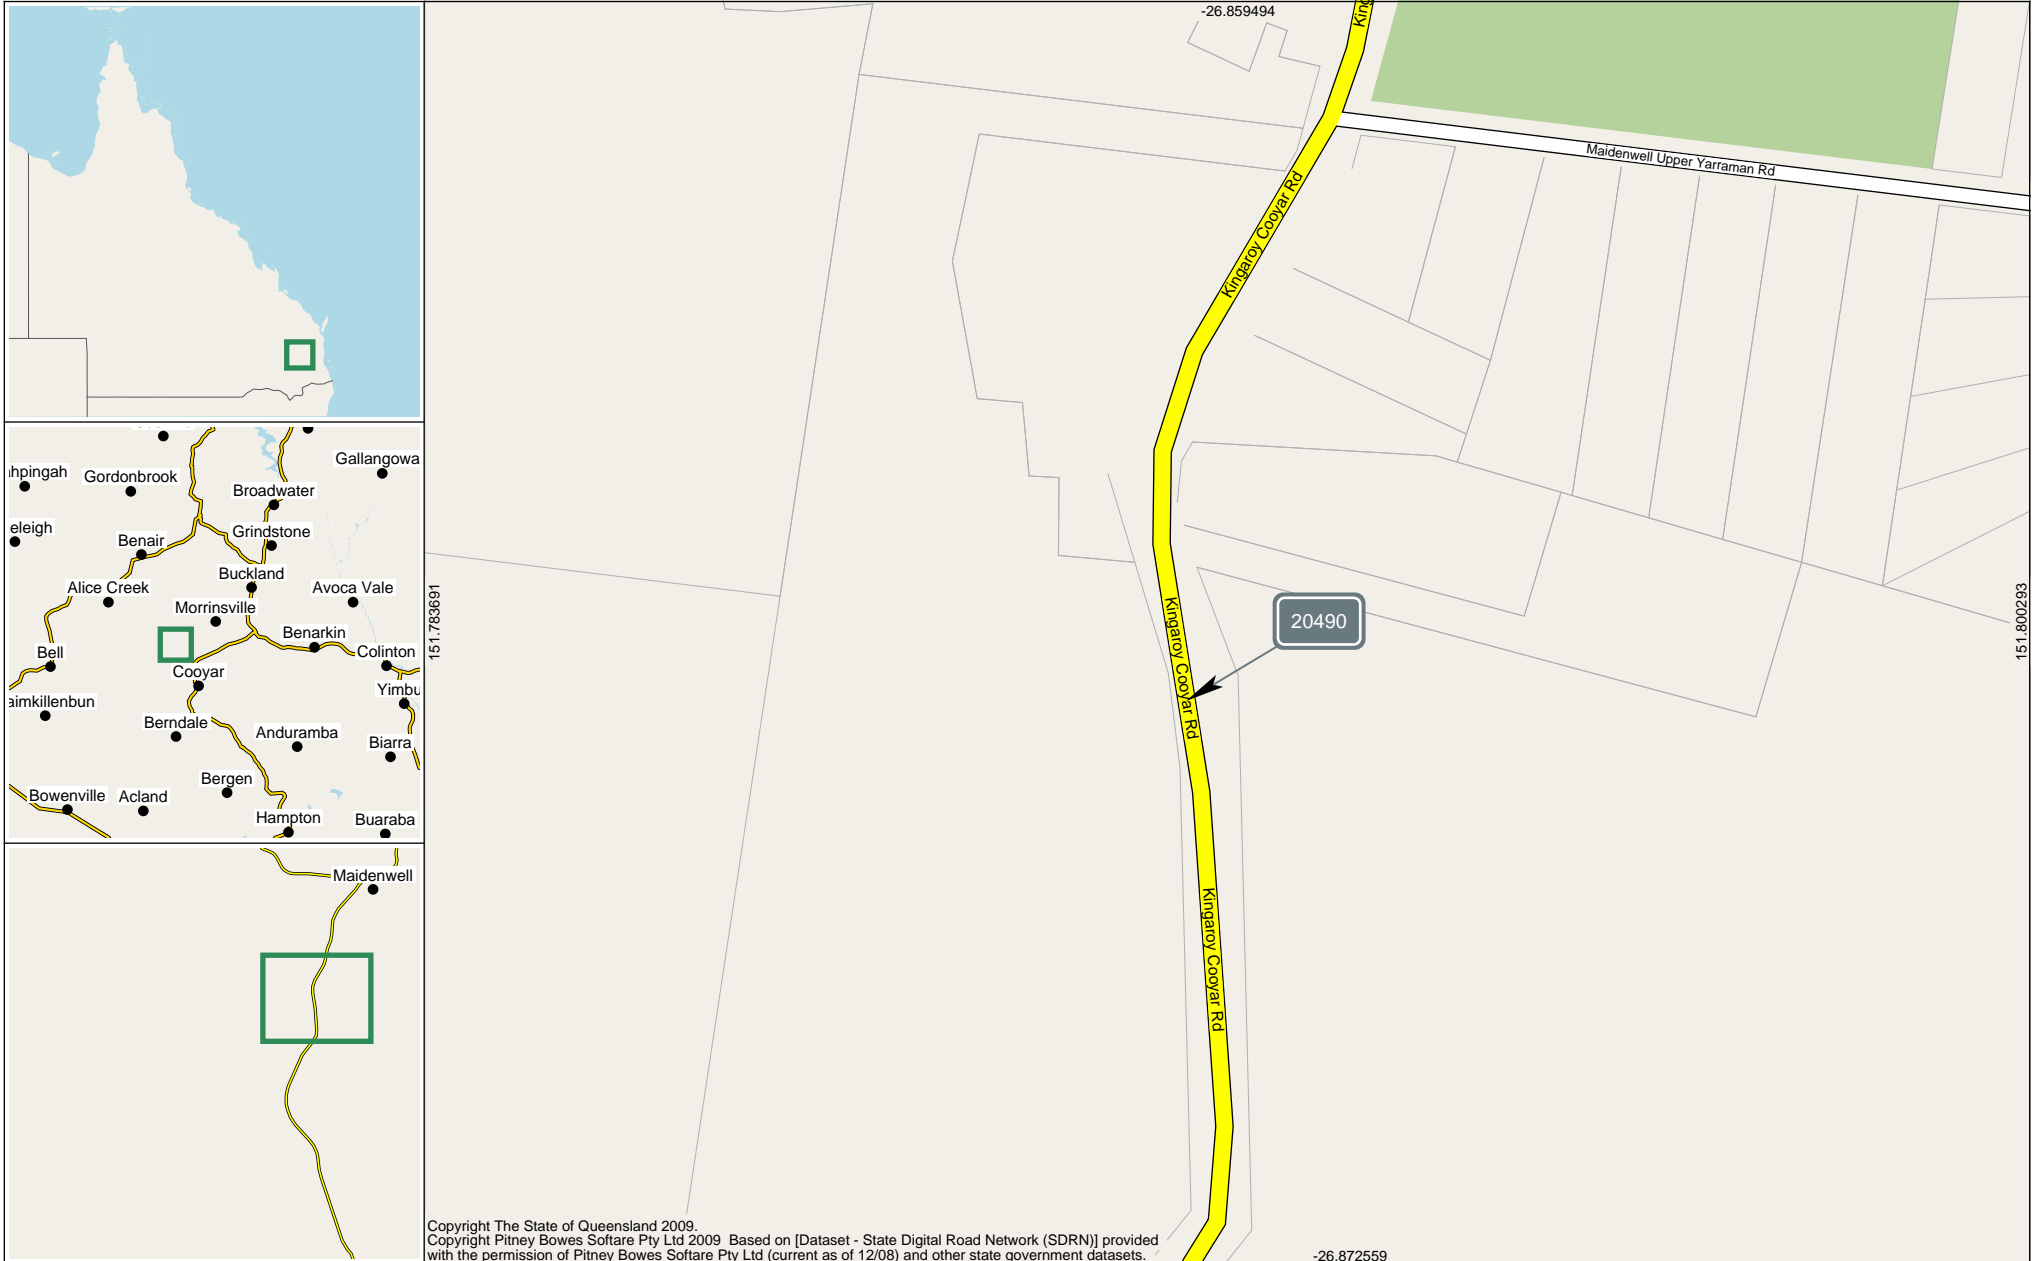 -26.859494
Maidenwell Upper Yarraman Rd
Kingaroy Cooyar Rd
Gallangowa
Gordonbrook
Broadwater
eleigh
Grindstone
Benair
Buckland
Alice Creek
Avoca Vale
Morrinsville
Benarkin
Bell
Colinton
Cooyar
Yimbu
aimkillenbun
Berndale
Anduramba
Biarra
Bergen
Bowenville
Acland
Hampton
Buaraba
151.783691
20490
151.800293
Kingaroy Cooyar Rd
Maidenwell
Kingaroy Cooyar Rd
Copyright The State of Queensland 2009.
Copyright Pitney Bowes Softare Pty Ltd 2009 Based on [Dataset - State Digital Road Network (SDRN)] provided
with the permission of Pitney Bowes Softare Pty Ltd (current as of 12/08) and other state government datasets.
-26.872559